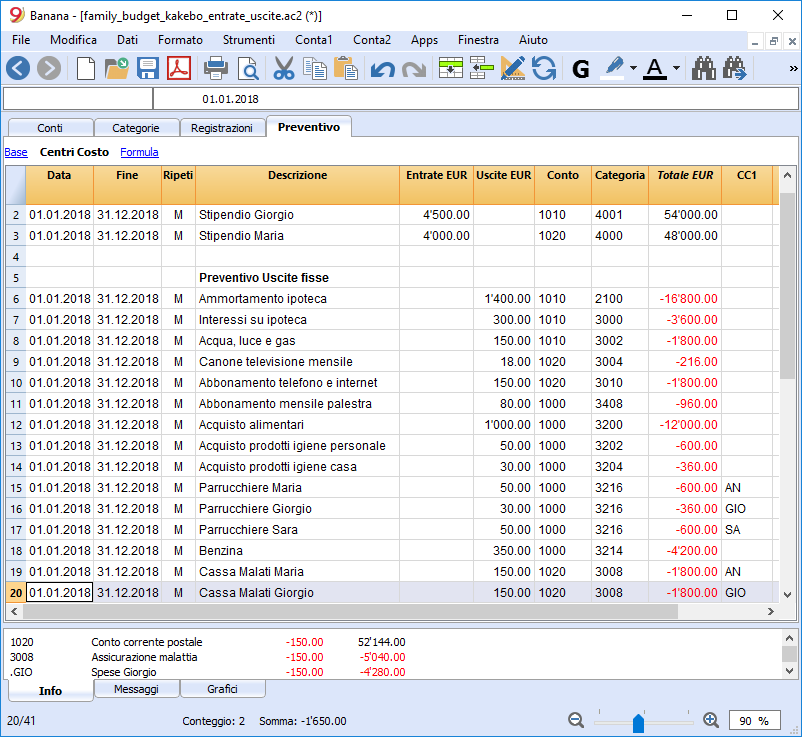 Banana - [family_budget_kakebo_entrate_uscite.ac2 (*)]
File Modifica Dati Formato Strumenti Conta1 Conta2 Apps Finestra Aiuto
G A »
01.01.2018
Conti Categorie Registrazioni Preventivo
Base Centri Costo Formula
Data Fine Ripeti Descrizione Entrate EUR Uscite EUR Conto Categoria Totale EUR CC1
2 01.01.2018 31.12.2018 M Stipendio Giorgio 4'500.00 1010 4001 54'000.00
3 01.01.2018 31.12.2018 M Stipendio Maria 4'000.00 1020 4000 48'000.00
4
5 Preventivo Uscite fisse
6 01.01.2018 31.12.2018 M Ammortamento ipoteca 1'400.00 1010 2100 -16'800.00
7 01.01.2018 31.12.2018 M Interessi su ipoteca 300.00 1010 3000 -3'600.00
8 01.01.2018 31.12.2018 M Acqua, luce e gas 150.00 1010 3002 -1'800.00
9 01.01.2018 31.12.2018 M Canone televisione mensile 18.00 1020 3004 -216.00
10 01.01.2018 31.12.2018 M Abbonamento telefono e internet 150.00 1020 3010 -1'800.00
11 01.01.2018 31.12.2018 M Abbonamento mensile palestra 80.00 1000 3408 -960.00
12 01.01.2018 31.12.2018 M Acquisto alimentari 1'000.00 1000 3200 -12'000.00
13 01.01.2018 31.12.2018 M Acquisto prodotti igiene personale 50.00 1000 3202 -600.00
14 01.01.2018 31.12.2018 M Acquisto prodotti igiene casa 30.00 1000 3204 -360.00
15 01.01.2018 31.12.2018 M Parrucchiere Maria 50.00 1000 3216 -600.00 AN
16 01.01.2018 31.12.2018 M Parrucchiere Giorgio 30.00 1000 3216 -360.00 GIO
17 01.01.2018 31.12.2018 M Parrucchiere Sara 50.00 1000 3216 -600.00 SA
18 01.01.2018 31.12.2018 M Benzina 350.00 1000 3214 -4'200.00
19 01.01.2018 31.12.2018 M Cassa Malati Maria 150.00 1020 3008 -1'800.00 AN
20 01.01.2018 31.12.2018 M Cassa Malati Giorgio 150.00 1020 3008 -1'800.00 GIO
1020 Conto corrente postale -150.00 52'144.00
3008 Assicurazione malattia -150.00 -5'040.00
.GIO Spese Giorgio -150.00 -4'280.00
Info Messaggi Grafici
20/41 Conteggio: 2 Somma: -1'650.00 90 %